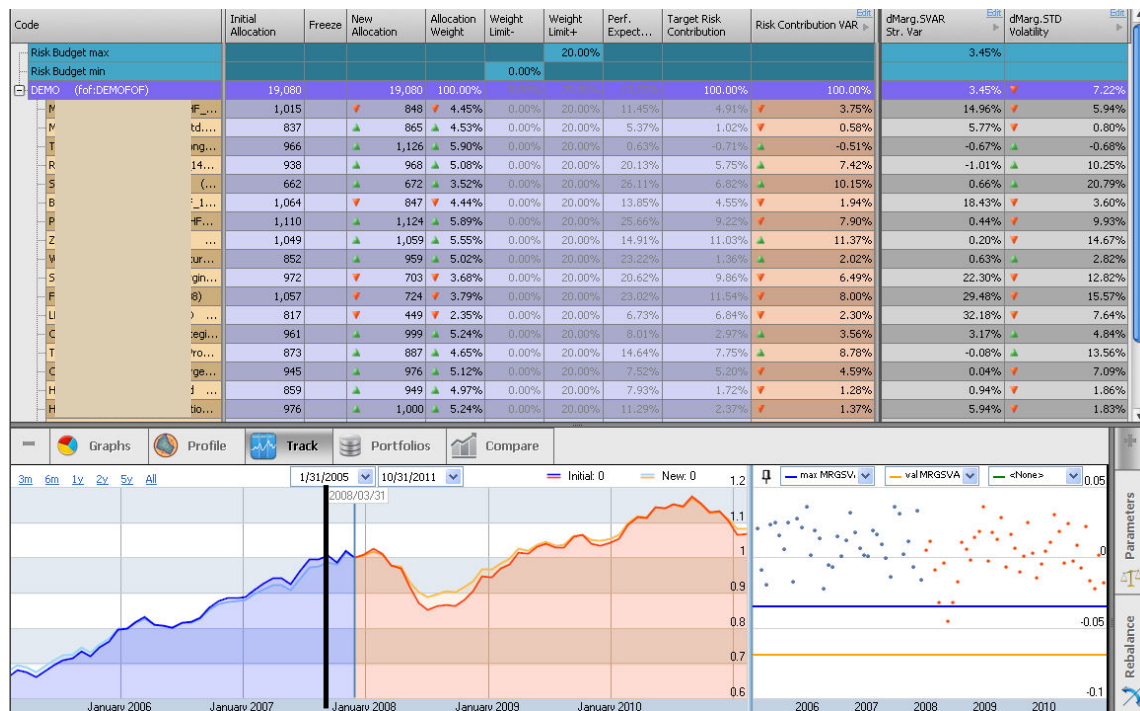 Code Initial Allocation Freeze New Allocation Allocation Weight Weight Limit- Weight Limit+ Perf. Expect... Target Risk Contribution Edit Risk Contribution VAR Edit dMarg.SVAR Str. Var Edit dMarg.STD Volatility
Risk Budget max 20.00% 3.45%
Risk Budget min 0.00%
DEMO (fof:DEMOFOF) 19,080 19,080 100.00% 100.00% 100.00% 3.45% 7.22%
M HF_... 1,015 848 4.45% 0.00% 20.00% 11.45% 4.91% 3.75% 14.96% 5.94%
M td.... 837 865 4.53% 0.00% 20.00% 5.37% 1.02% 0.58% 5.77% 0.80%
T ong... 966 1,126 5.90% 0.00% 20.00% 0.63% -0.71% -0.51% -0.67% -0.68%
R 14... 938 968 5.08% 0.00% 20.00% 20.13% 5.75% 7.42% -1.01% 10.25%
S (... 662 672 3.52% 0.00% 20.00% 26.11% 6.82% 10.15% 0.66% 20.79%
B F_1... 1,064 847 4.44% 0.00% 20.00% 13.85% 4.55% 1.94% 18.43% 3.60%
P HF... 1,110 1,124 5.89% 0.00% 20.00% 25.66% 9.22% 7.90% 0.44% 9.93%
Z ... 1,049 1,059 5.55% 0.00% 20.00% 14.91% 11.03% 11.37% 0.20% 14.67%
W tur... 852 959 5.02% 0.00% 20.00% 23.22% 1.36% 2.02% 0.63% 2.82%
S gin... 972 703 3.68% 0.00% 20.00% 20.62% 9.86% 6.49% 22.30% 12.82%
F 8) 1,057 724 3.79% 0.00% 20.00% 23.02% 11.54% 8.00% 29.48% 15.57%
LI ... 817 449 2.35% 0.00% 20.00% 6.73% 6.84% 2.30% 32.18% 7.64%
C egi... 961 999 5.24% 0.00% 20.00% 8.01% 2.97% 3.56% 3.17% 4.84%
T Pro... 873 887 4.65% 0.00% 20.00% 14.64% 7.75% 8.78% -0.08% 13.56%
C rge... 945 976 5.12% 0.00% 20.00% 7.52% 5.20% 4.59% 0.04% 7.09%
H ... 859 949 4.97% 0.00% 20.00% 7.93% 1.72% 1.28% 0.94% 1.86%
H tio... 976 1,000 5.24% 0.00% 20.00% 11.29% 2.37% 1.37% 5.94% 1.83%
Graphs Profile Track Portfolios Compare
3m 6m 1y 2y 5y All 1/31/2005 10/31/2011 Initial: 0 New: 0
2008/03/31
1.2
1.1
1
0.9
0.8
0.7
0.6
January 2006 January 2007 January 2008 January 2009 January 2010
max MRGSV val MRGSVA <None>
0.05
0
-0.05
-0.1
2006 2007 2008 2009 2010
Parameters
Rebalance